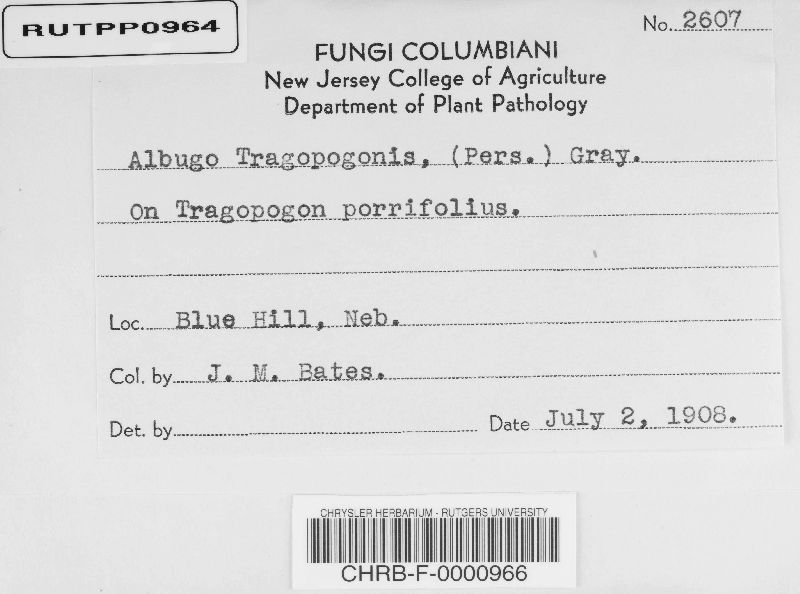 RUTPP0964
No. 2607
FUNGI COLUMBIANI
New Jersey College of Agriculture
Department of Plant Pathology
Albugo Tragopogonis, (Pers.) Gray.
On Tragopogon porrifolius.
Loc. Blue Hill, Neb.
Col. by J. M. Bates.
Det. by
Date July 2, 1908.
CHRYSLER HERBARIUM - RUTGERS UNIVERSITY
CHRB-F-0000966